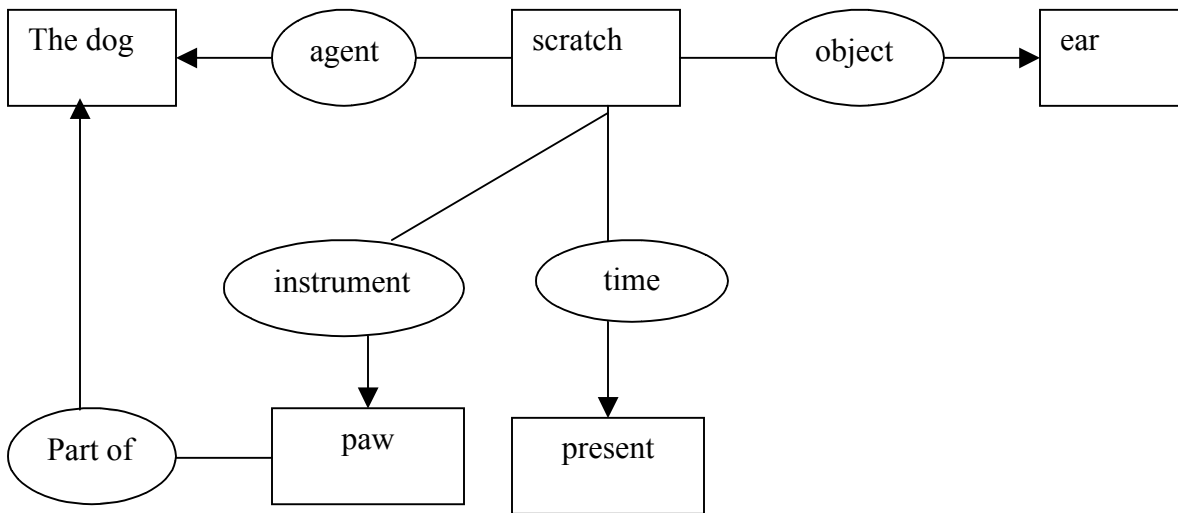 The dog
agent
scratch
object
ear
instrument
time
Part of
paw
present